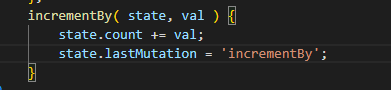 incrementBy( state, val ) {
state.count += val;
state.lastMutation = 'incrementBy';
}